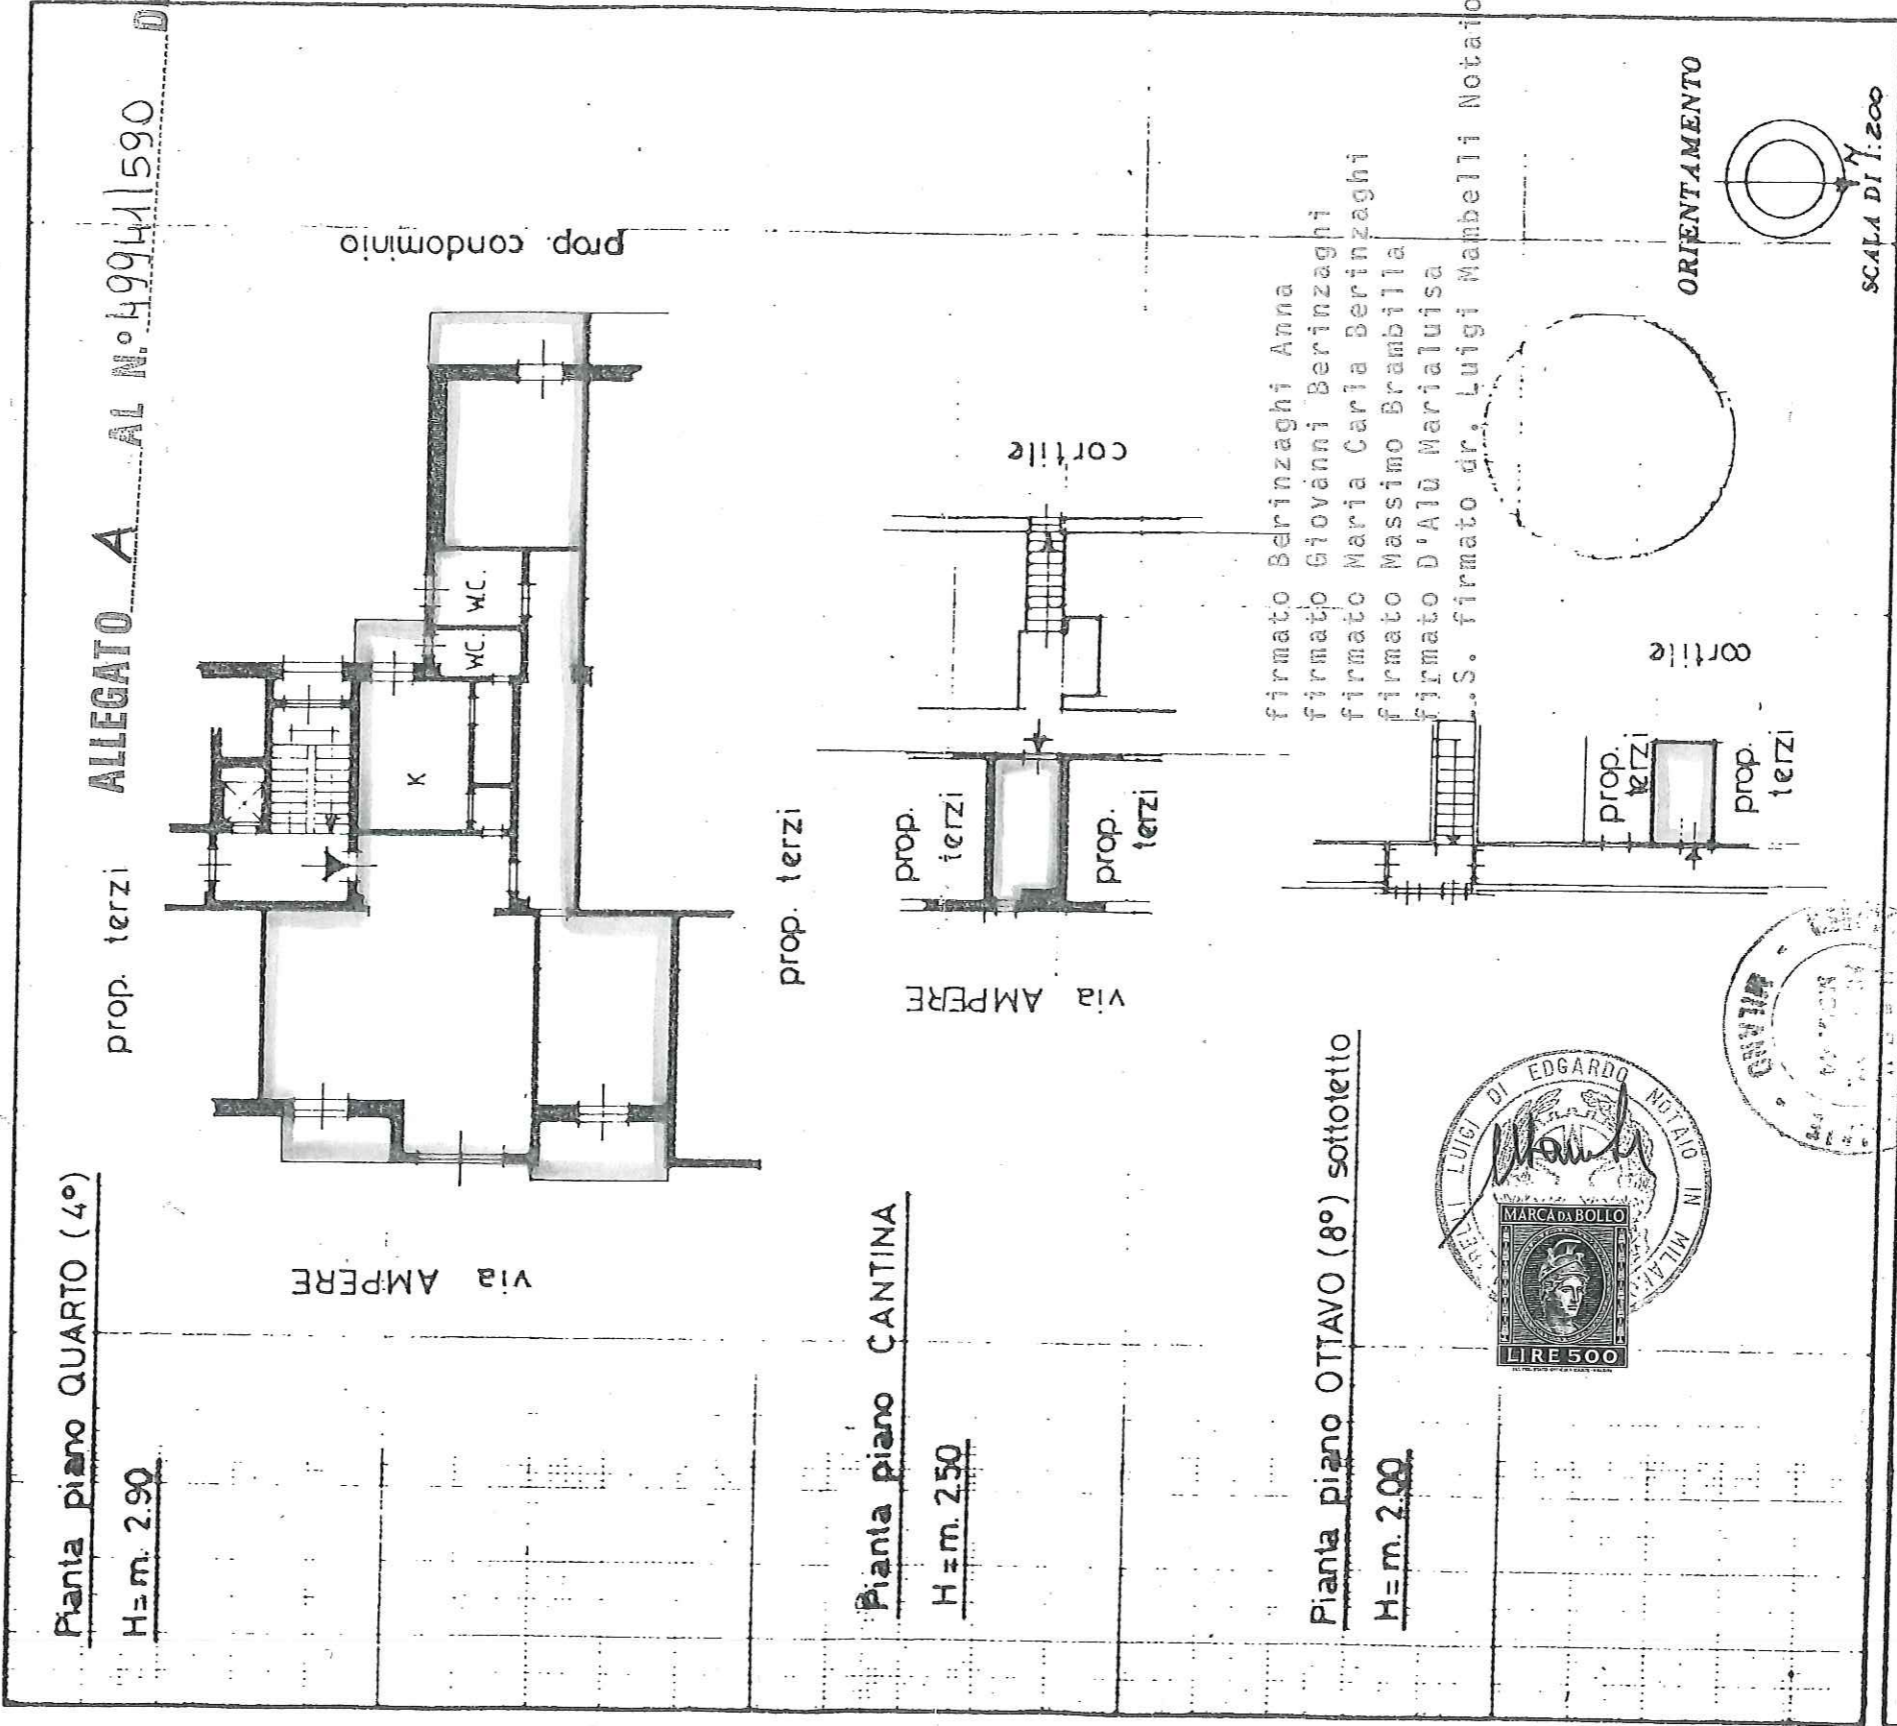 ALLEGATO A AL N.° 49941/590 D
prop. terzi
Pianta piano QUARTO (4°)
H=m. 2.90
prop. condominio
W.C.
W.C.
K
via AMPERE
prop. terzi
Pianta piano CANTINA
H=m. 2.50
cortile
prop. terzi
prop. terzi
via AMPERE
firmato Berinzaghi Anna
firmato Giovanni Berinzaghi
firmato Maria Carla Berinzaghi
firmato Massimo Brambilla
firmato D'Alù Marialuisa
.S. firmato dr. Luigi Mambelli Notaio
Pianta piano OTTAVO (8°) sottotetto
H=m. 2.00
cortile
prop. terzi
prop. terzi
LUIGI DI EDGARDO NOTAIO IN
MARCA DA BOLLO
LIRE 500
MILANO
ORIENTAMENTO
N
SCALA DI 1:200